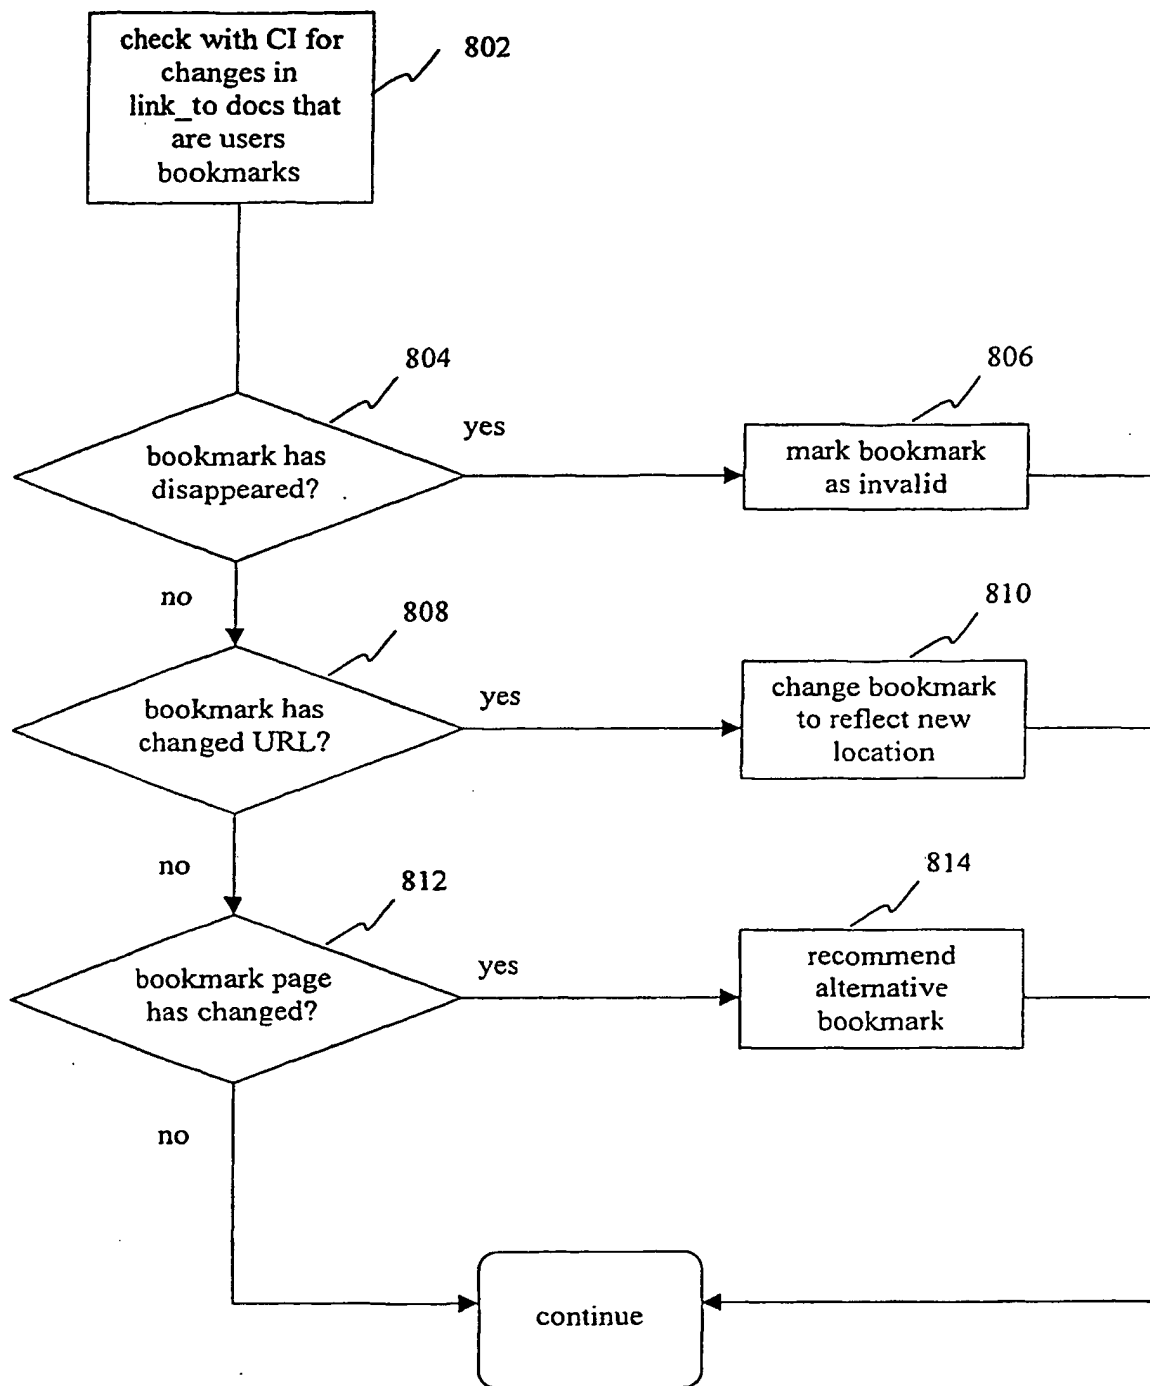 check with CI for
changes in
link_to docs that
are users
bookmarks
802
804
bookmark has
disappeared?
yes
806
mark bookmark
as invalid
no
808
bookmark has
changed URL?
yes
810
change bookmark
to reflect new
location
no
812
bookmark page
has changed?
yes
814
recommend
alternative
bookmark
no
continue